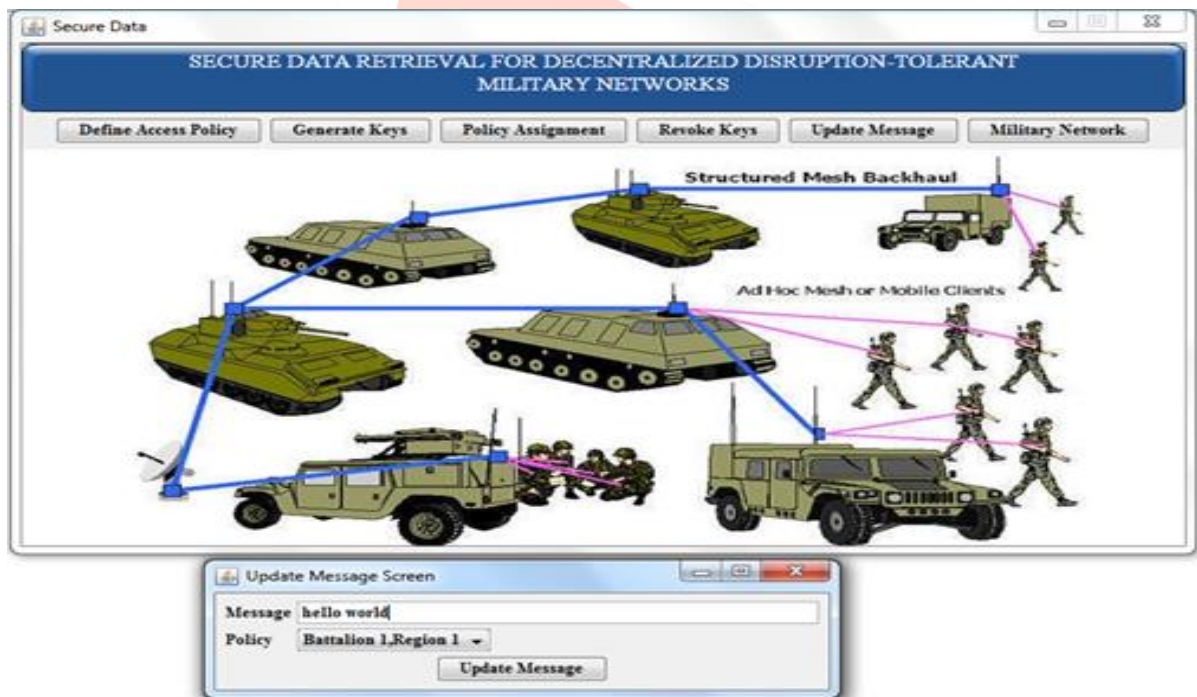 Secure Data
SECURE DATA RETRIEVAL FOR DECENTRALIZED DISRUPTION-TOLERANT
MILITARY NETWORKS
Define Access Policy Generate Keys Policy Assignment Revoke Keys Update Message Military Network
Structured Mesh Backhaul
Ad Hoc Mesh or Mobile Clients
Update Message Screen
Message hello world
Policy Battalion 1,Region 1
Update Message